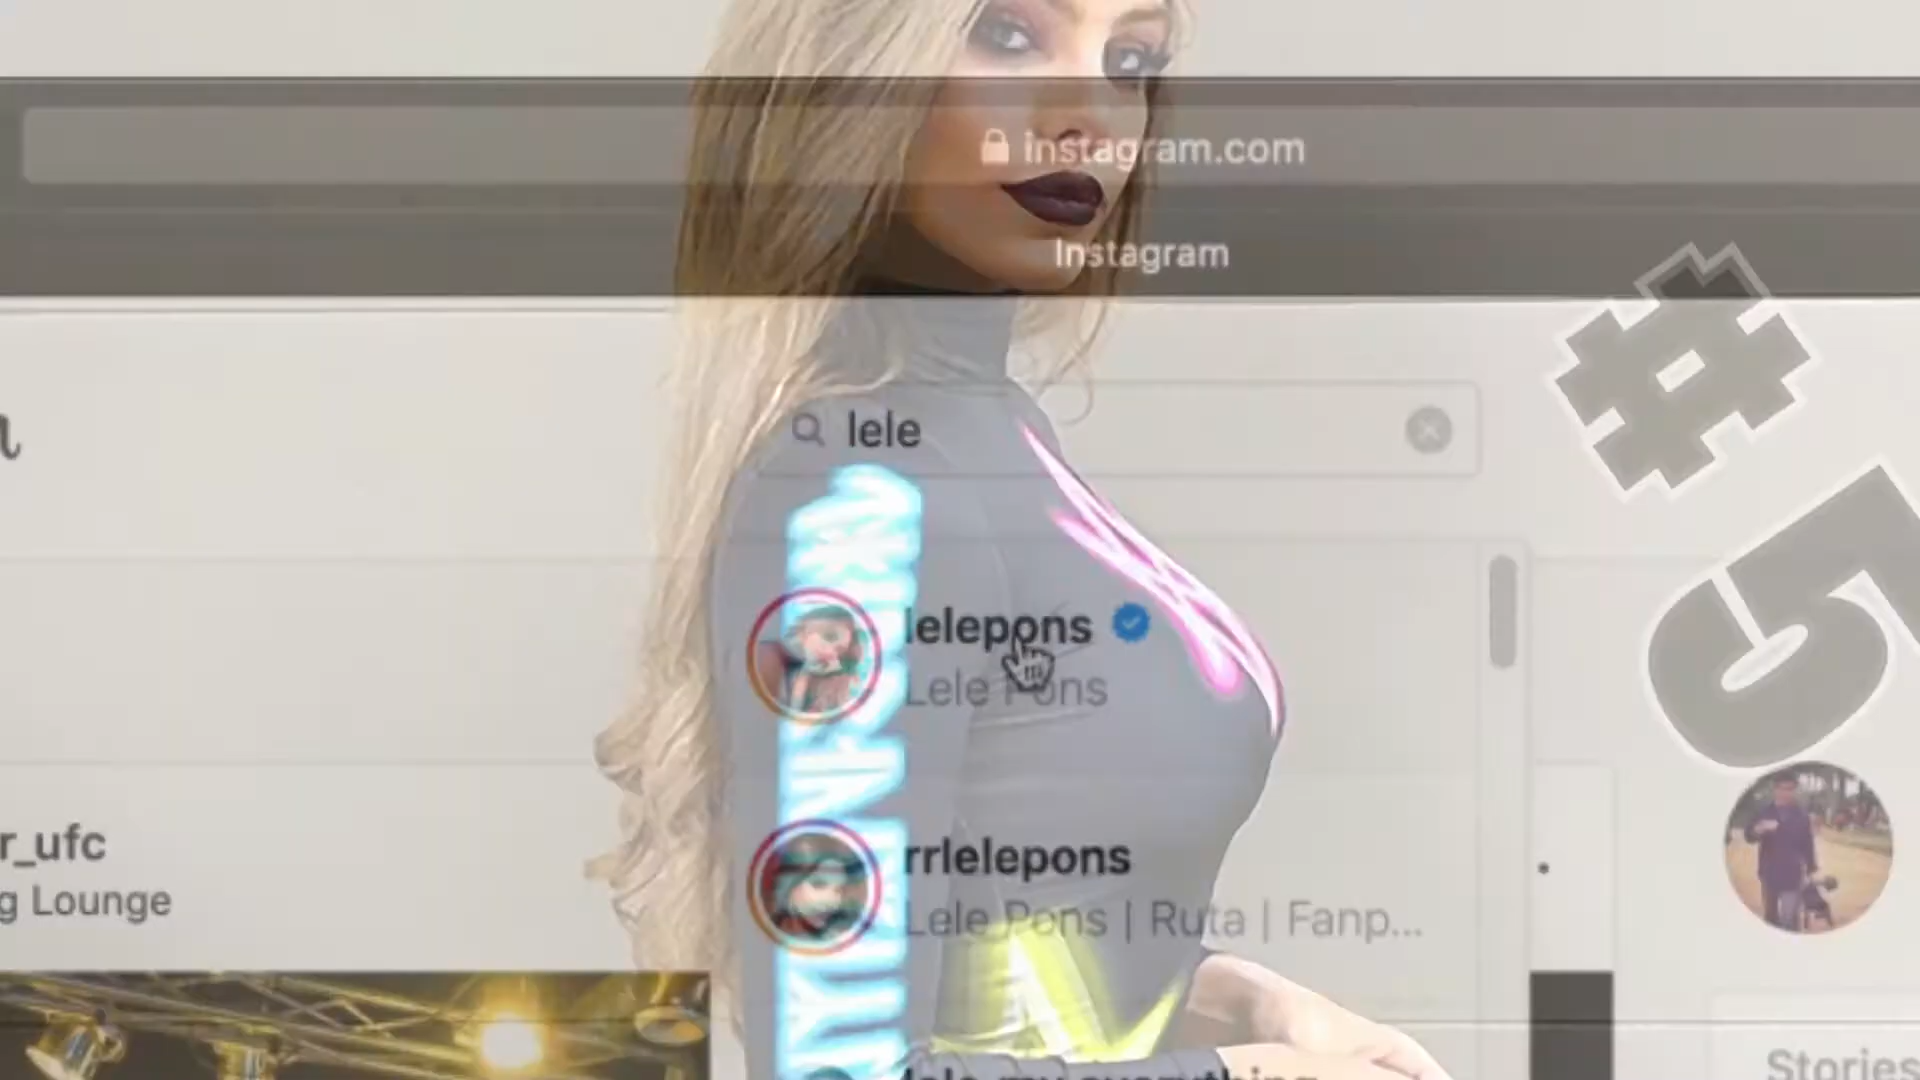 instagram.com
Instagram
#5
lele
lelepons
Lele Pons
rrlelepons
r_ufc
Lele Pons | Ruta | Fanp...
g Lounge
Stories